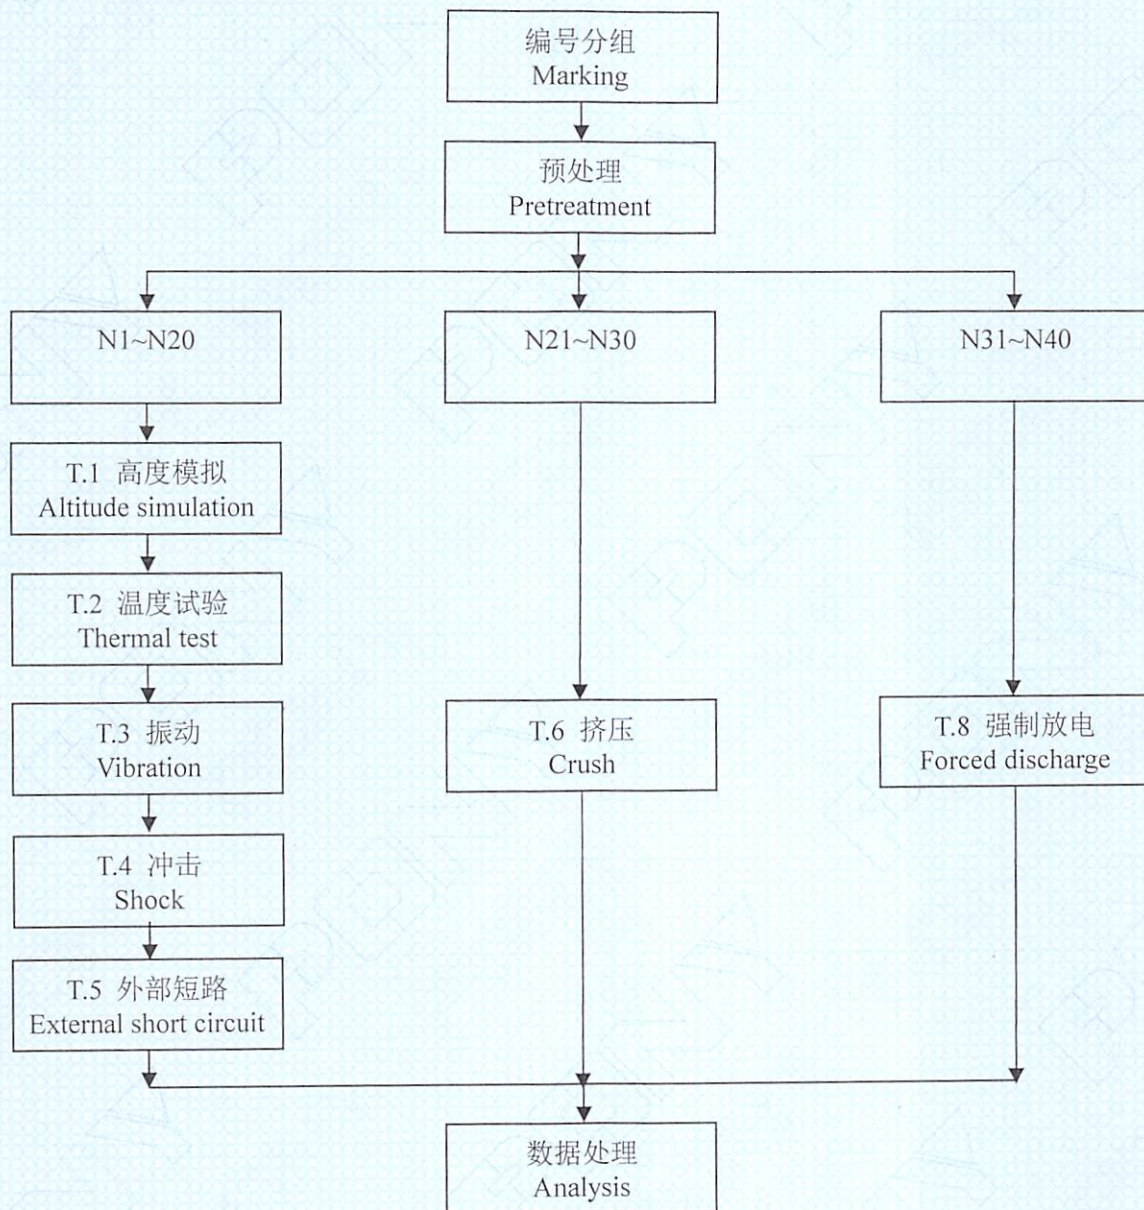 编号分组
Marking
预处理
Pretreatment
N1~N20
N21~N30
N31~N40
T.1 高度模拟
Altitude simulation
T.2 温度试验
Thermal test
T.3 振动
Vibration
T.6 挤压
Crush
T.8 强制放电
Forced discharge
T.4 冲击
Shock
T.5 外部短路
External short circuit
数据处理
Analysis